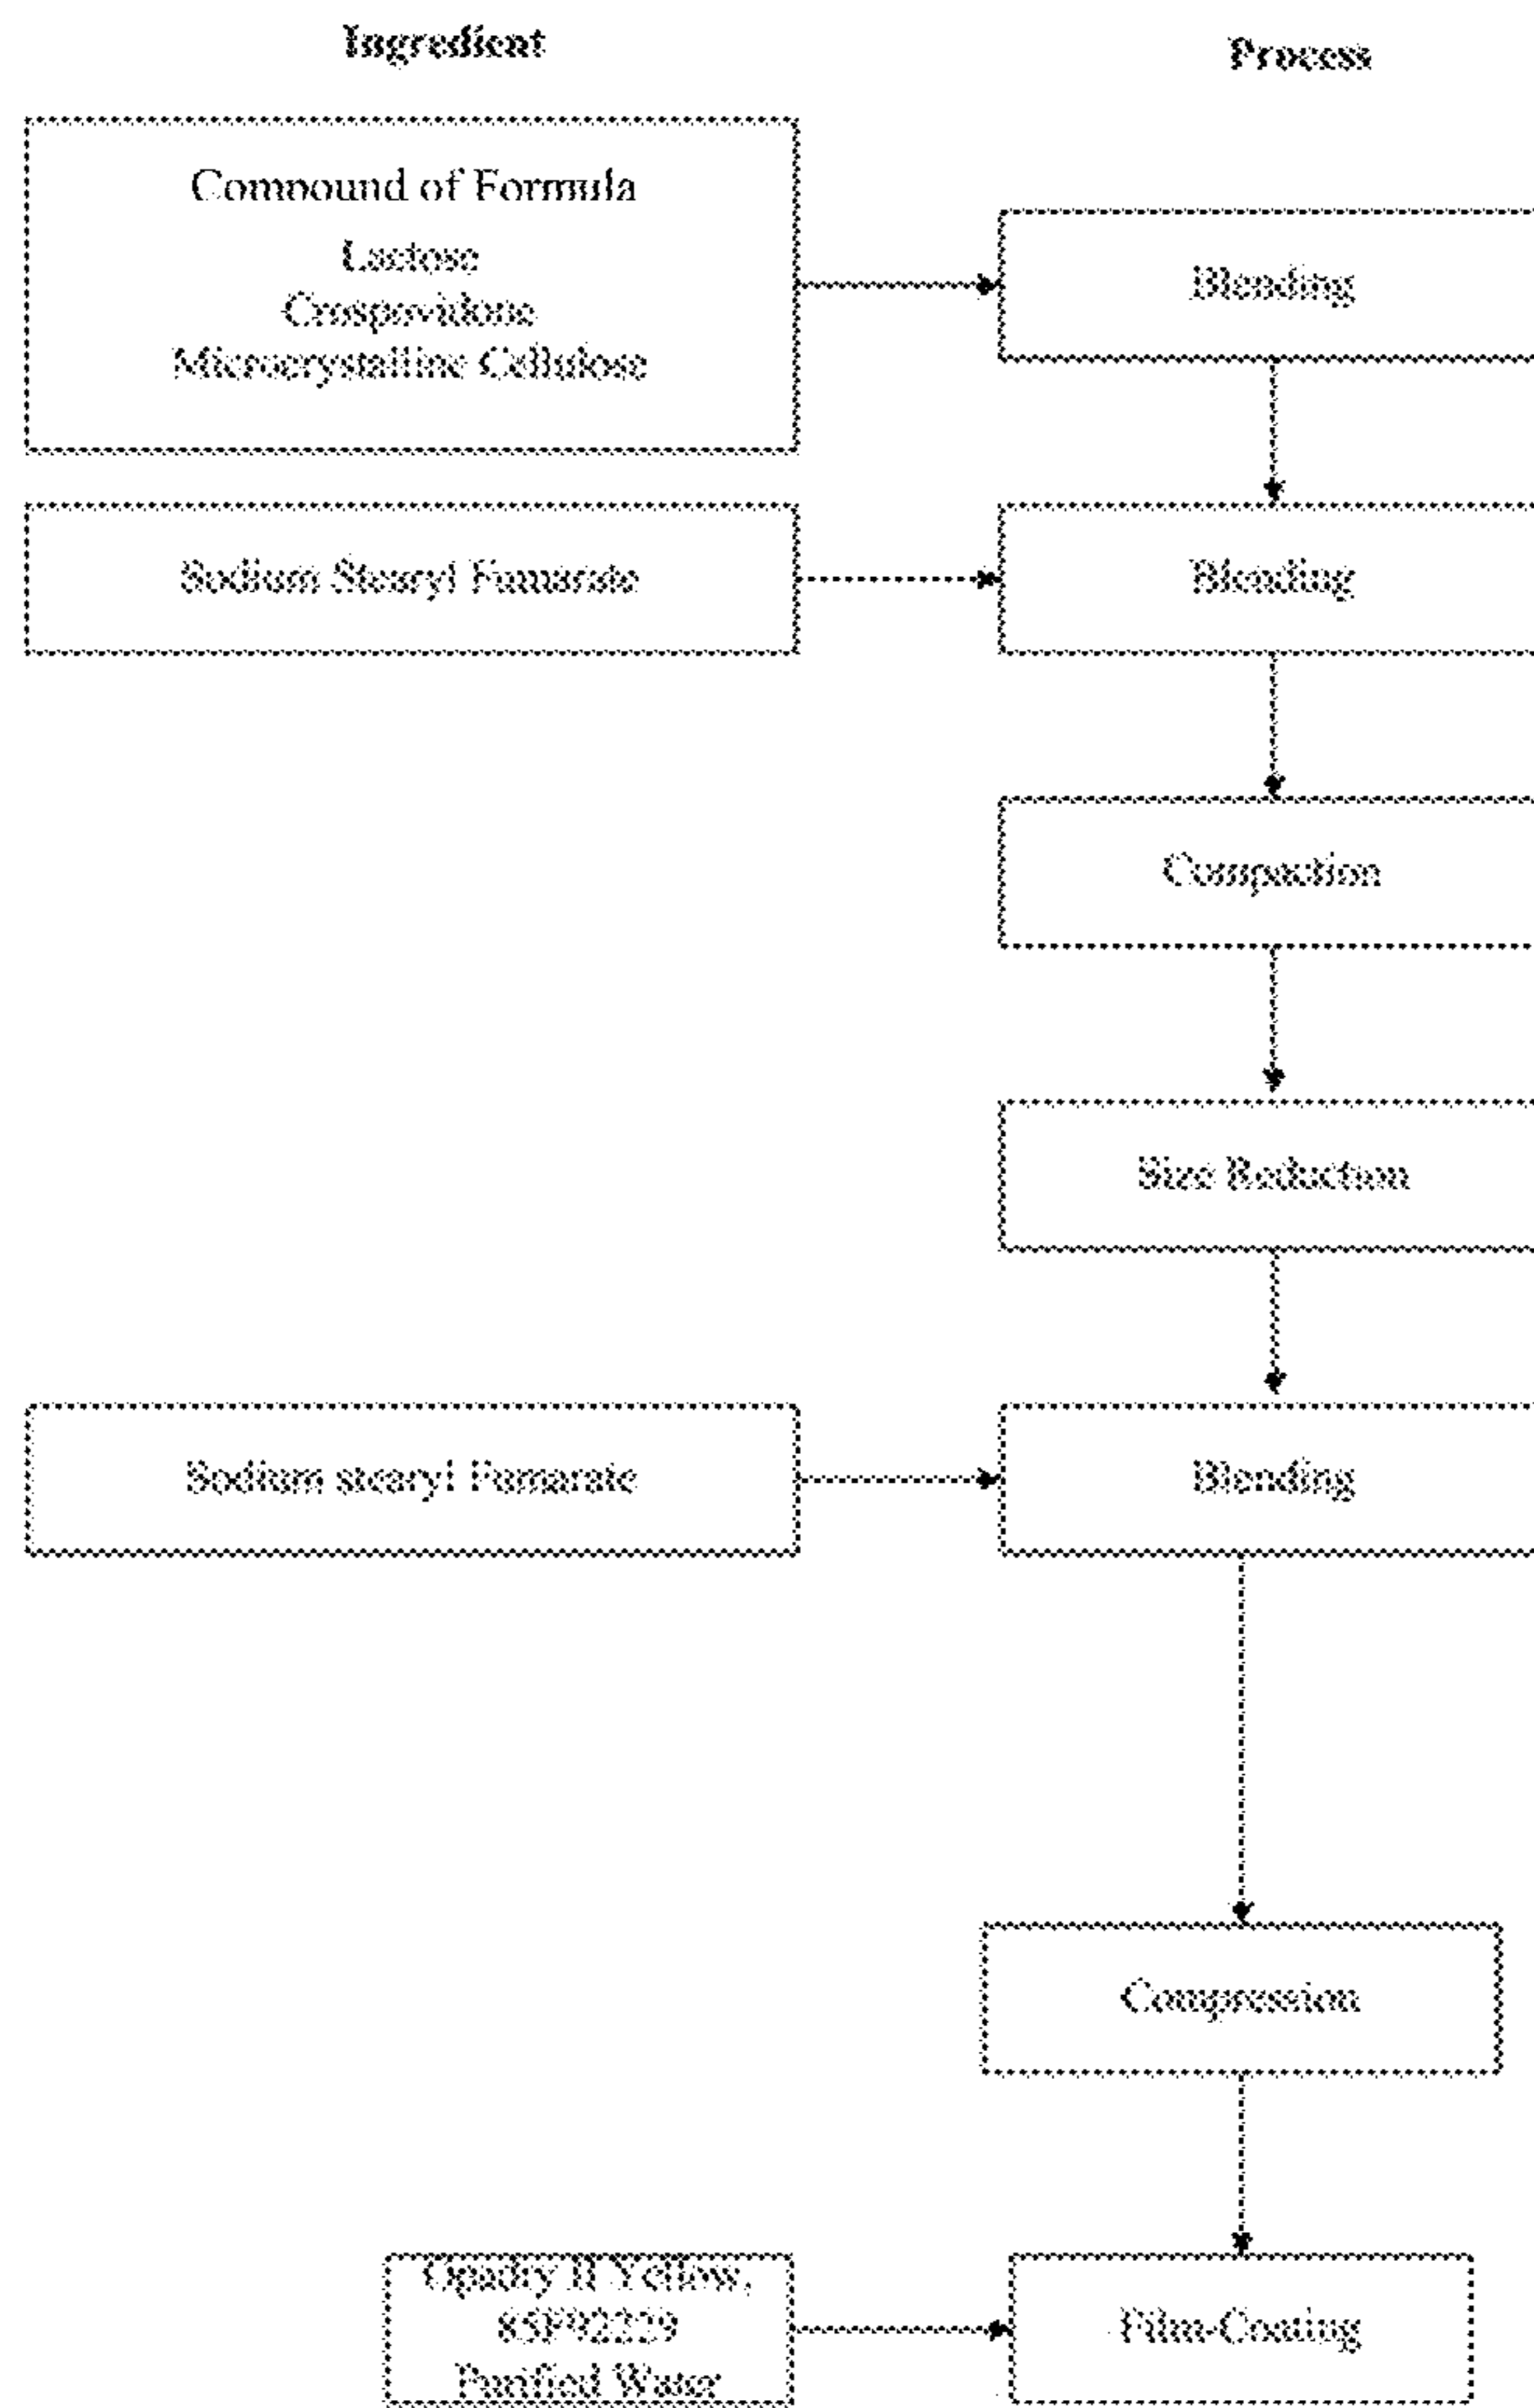 Ingredient
Process
Compound of Formula
Lactose
Crospovidone
Microcrystalline Cellulose
Blending
Sodium Stearyl Fumarate
Blending
Compaction
Size Reduction
Sodium stearyl Fumarate
Blending
Compression
Opadry II Yellow,
Purified Water
Film-Coating